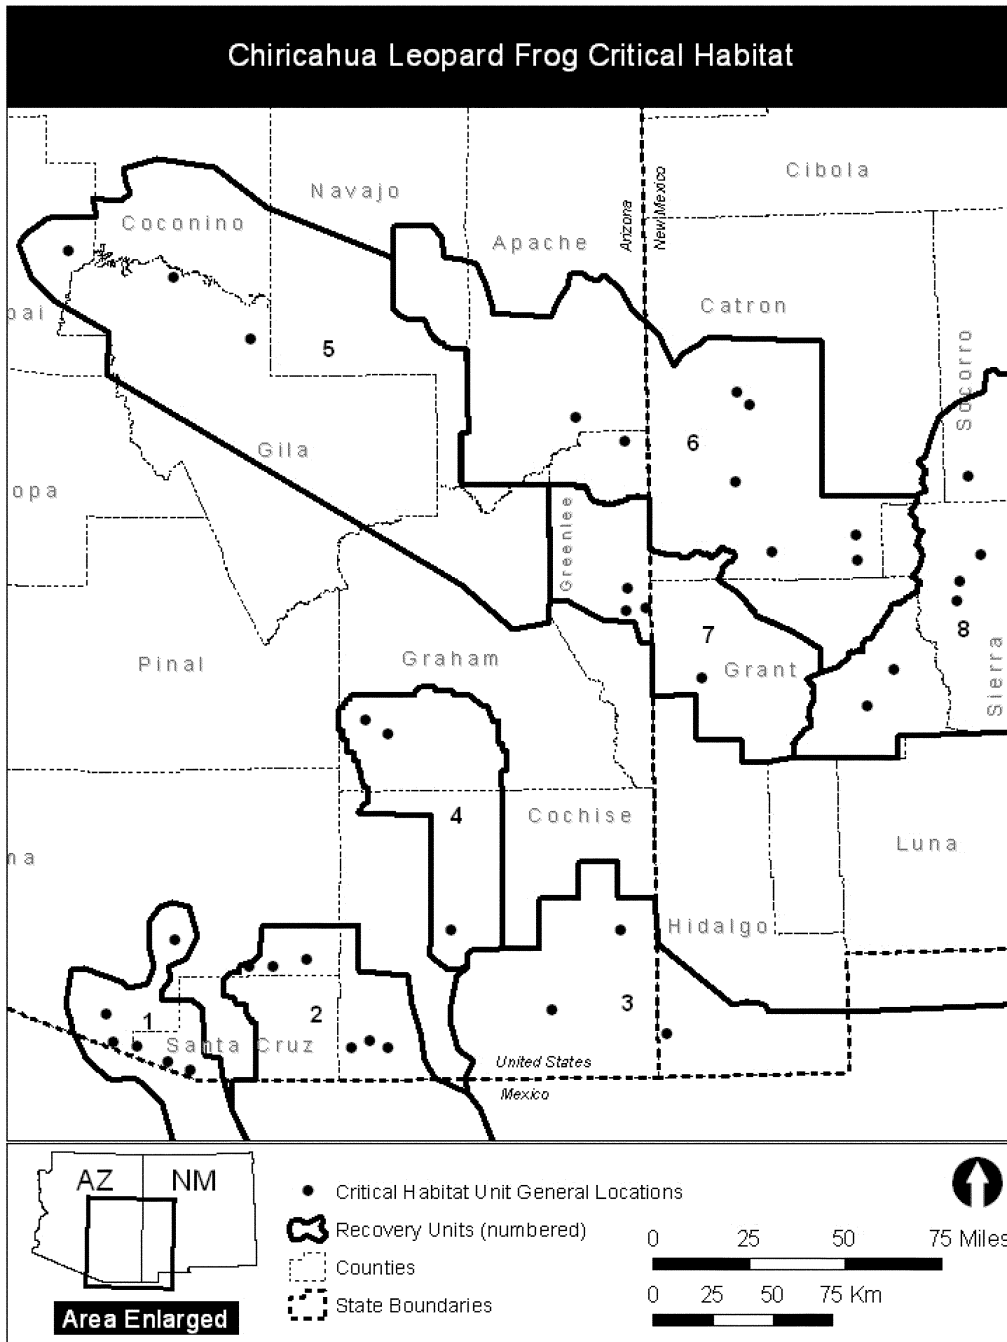 Chiricahua Leopard Frog Critical Habitat
Cibola
Navajo
Coconino
Arizona
New Mexico
Apache
Catron
pai
5
Socorro
6
Gila
opa
Greenlee
7
8
Pinal
Graham
Grant
Sierra
4
Cochise
Luna
na
Hidalgo
1
2
3
Santa Cruz
United States
Mexico
AZ NM
Area Enlarged
Critical Habitat Unit General Locations
Recovery Units (numbered)
Counties
State Boundaries
0 25 50 75 Miles
0 25 50 75 Km